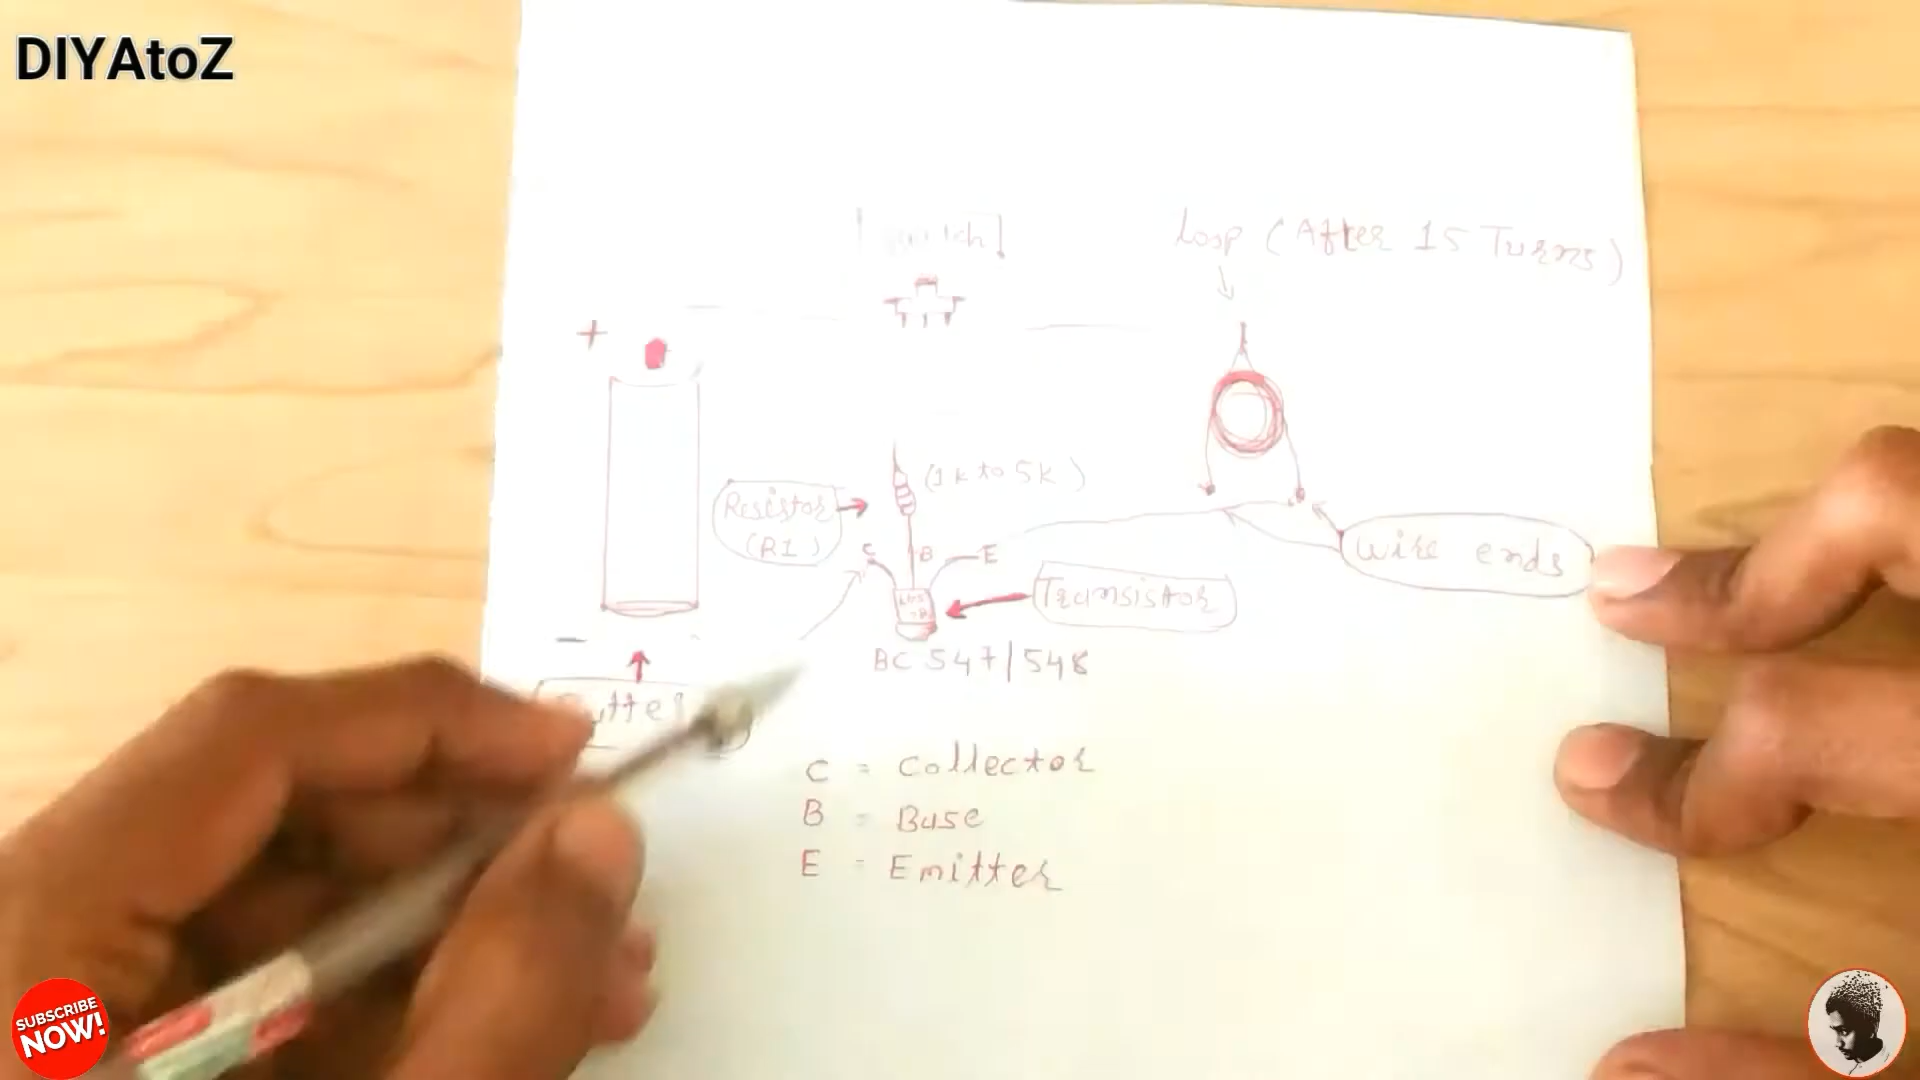 DIYAtoZ
Loop (After 15 Turns)
+
(1k to 5k)
Resistor
(R1)
C
B
E
Wire ends
Transistor
-
BC 547/548
C = Collector
B = Base
E = Emitter
SUBSCRIBE
NOW!